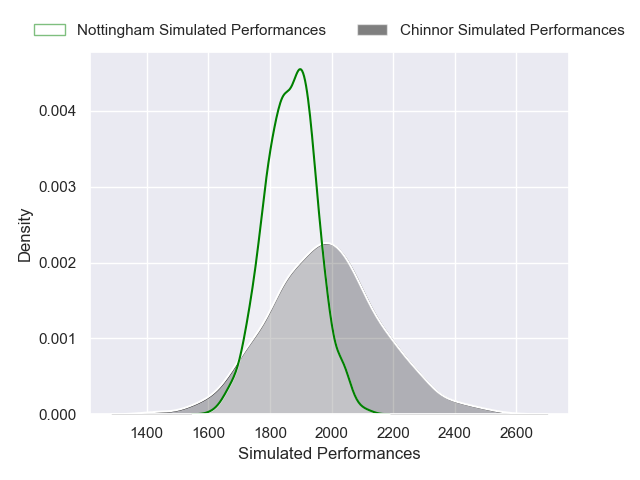 Nottingham Simulated Performances
Chinnor Simulated Performances
0.004
0.003
0.002
0.001
0.000
Density
1400 1600 1800 2000 2200 2400 2600
Simulated Performances